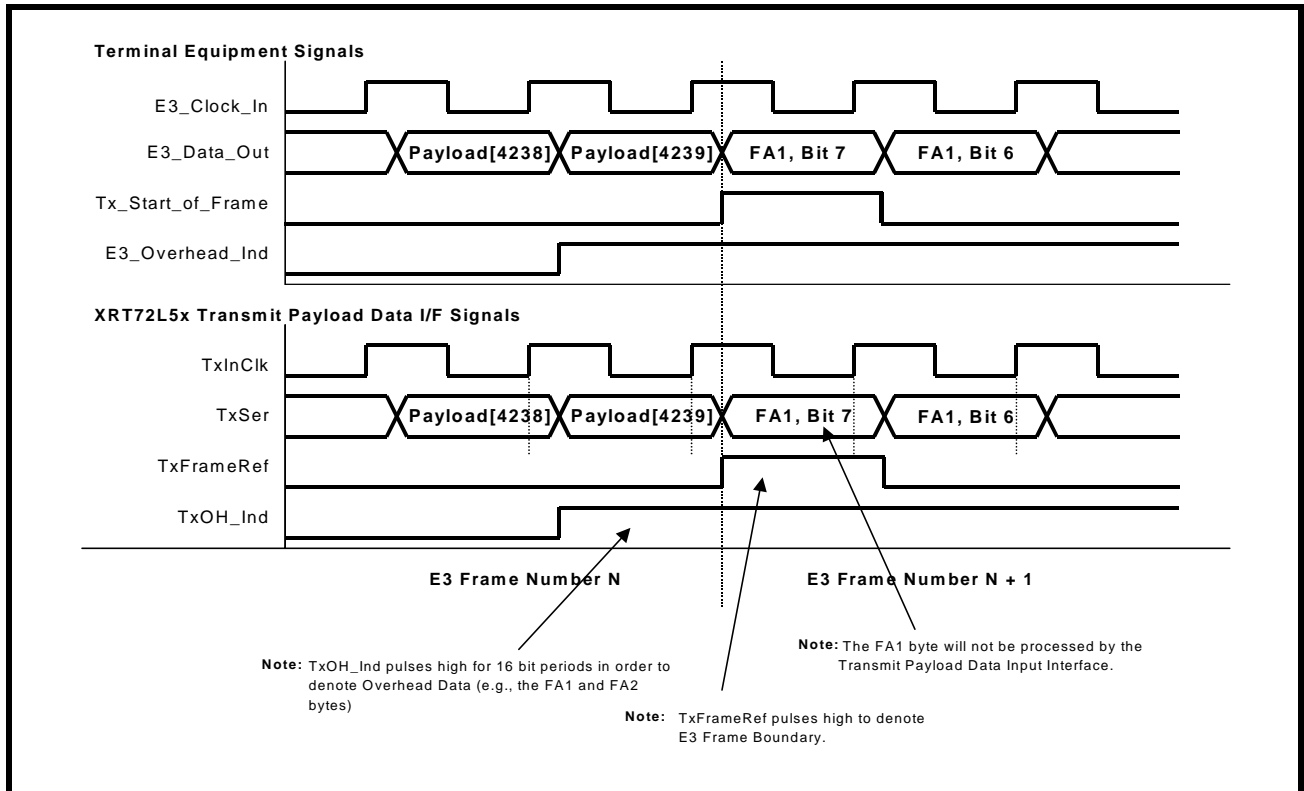 Terminal Equipment Signals
E3_Clock_In
E3_Data_Out
Payload[4238] Payload[4239] FA1, Bit 7 FA1, Bit 6
Tx_Start_of_Frame
E3_Overhead_Ind
XRT72L5x Transmit Payload Data I/F Signals
TxInClk
TxSer
Payload[4238] Payload[4239] FA1, Bit 7 FA1, Bit 6
TxFrameRef
TxOH_Ind
E3 Frame Number N E3 Frame Number N + 1
Note: TxOH_Ind pulses high for 16 bit periods in order to
denote Overhead Data (e.g., the FA1 and FA2
bytes)
Note: The FA1 byte will not be processed by the
Transmit Payload Data Input Interface.
Note: TxFrameRef pulses high to denote
E3 Frame Boundary.